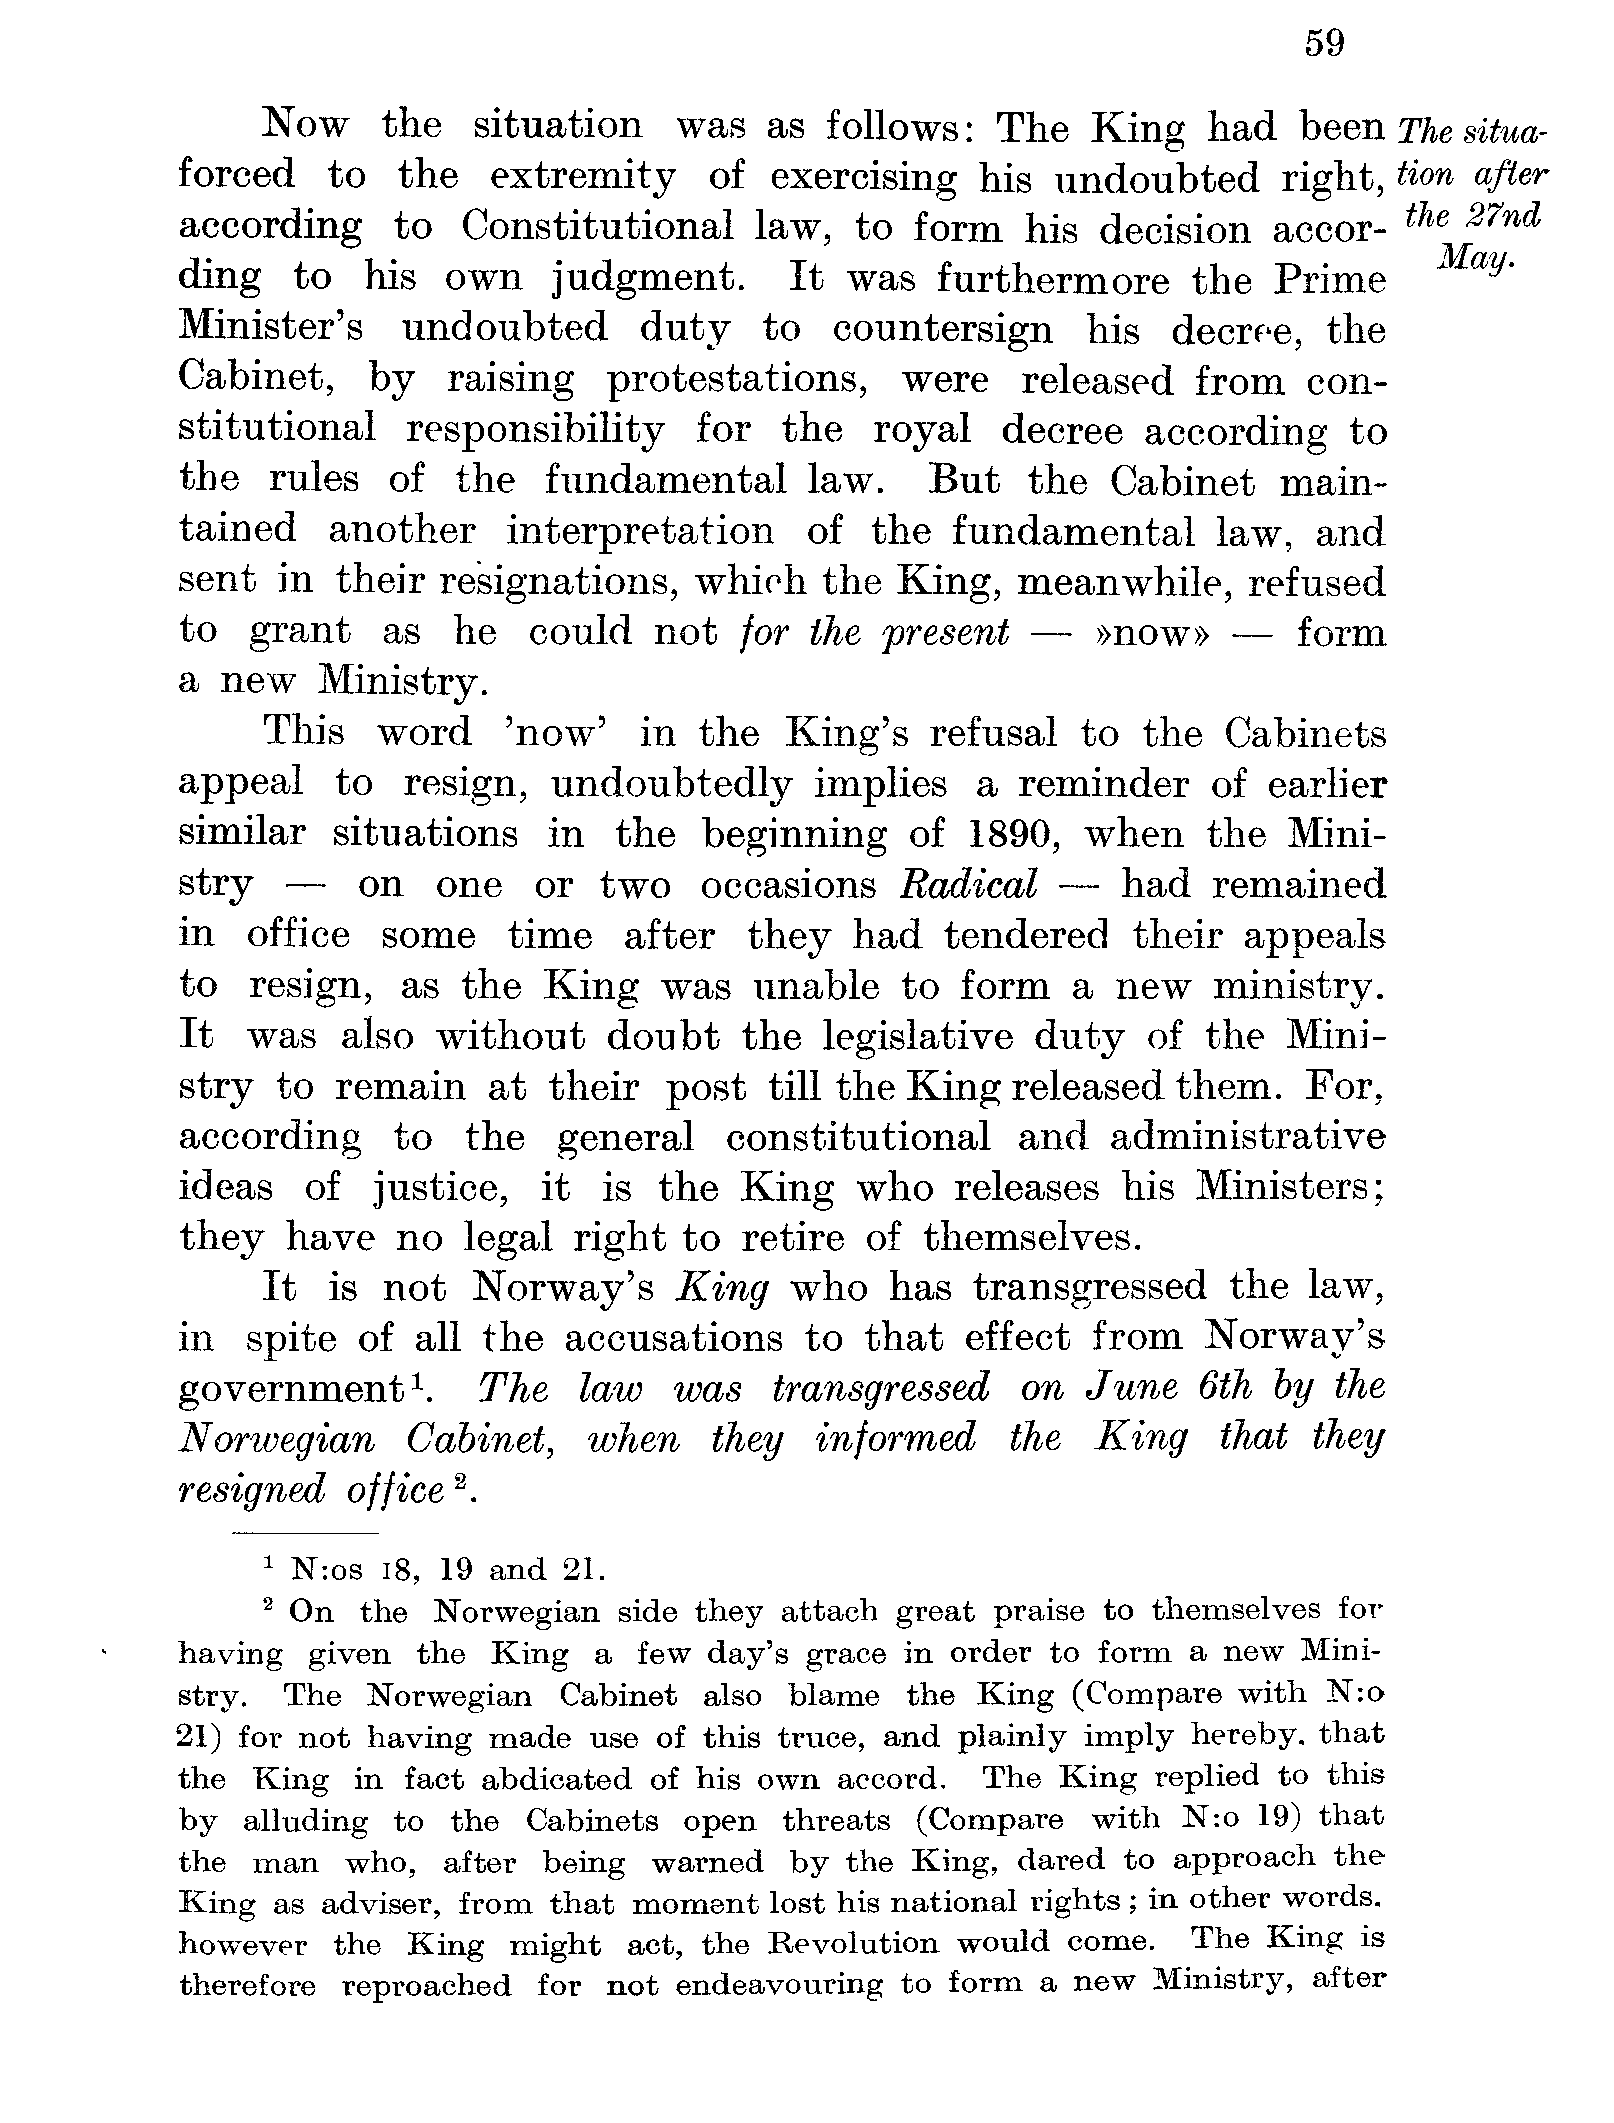 59
Now the situation was as follows: The King had been
forced to the extremity of exercising his undoubted right,
according to Constitutional law, to form his decision accor-
ding to his own judgment. It was furthermore the Prime
Minister's undoubted duty to countersign his decree, the
Cabinet, by raising protestations, were released from con-
stitutional responsibility for the royal decree according to
the rules of the fundamental law. But the Cabinet main-
tained another interpretation of the fundamental law, and
sent in their resignations, which the King, meanwhile, refused
to grant as he could not for the present — »now» — form
a new Ministry.
The situa-
tion after
the 27nd
May.
This word 'now' in the King's refusal to the Cabinets
appeal to resign, undoubtedly implies a reminder of earlier
similar situations in the beginning of 1890, when the Mini-
stry — on one or two occasions Radical — had remained
in office some time after they had tendered their appeals
to resign, as the King was unable to form a new ministry.
It was also without doubt the legislative duty of the Mini-
stry to remain at their post till the King released them. For,
according to the general constitutional and administrative
ideas of justice, it is the King who releases his Ministers;
they have no legal right to retire of themselves.
It is not Norway's King who has transgressed the law,
in spite of all the accusations to that effect from Norway's
government¹. The law was transgressed on June 6th by the
Norwegian Cabinet, when they informed the King that they
resigned office ².
¹ N:os 18, 19 and 21.
² On the Norwegian side they attach great praise to themselves for
having given the King a few day's grace in order to form a new Mini-
stry. The Norwegian Cabinet also blame the King (Compare with N:o
21) for not having made use of this truce, and plainly imply hereby. that
the King in fact abdicated of his own accord. The King replied to this
by alluding to the Cabinets open threats (Compare with N:o 19) that
the man who, after being warned by the King, dared to approach the
King as adviser, from that moment lost his national rights; in other words.
however the King might act, the Revolution would come. The King is
therefore reproached for not endeavouring to form a new Ministry, after